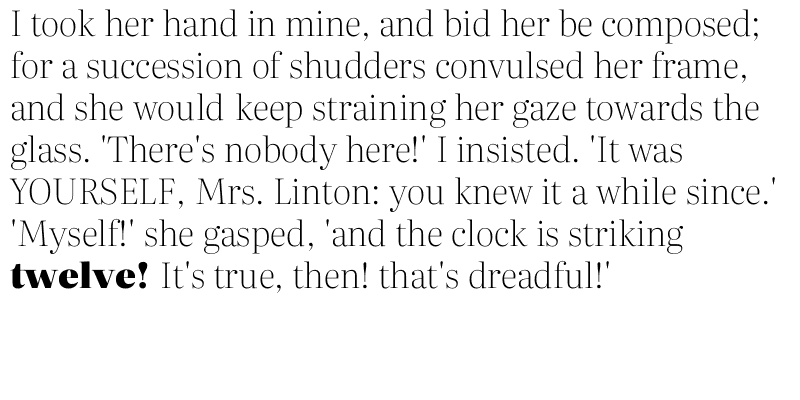 I took her hand in mine, and bid her be composed;
for a succession of shudders convulsed her frame,
and she would keep straining her gaze towards the
glass. 'There's nobody here!' I insisted. 'It was
YOURSELF, Mrs. Linton: you knew it a while since.'
'Myself!' she gasped, 'and the clock is striking
twelve! It's true, then! that's dreadful!'